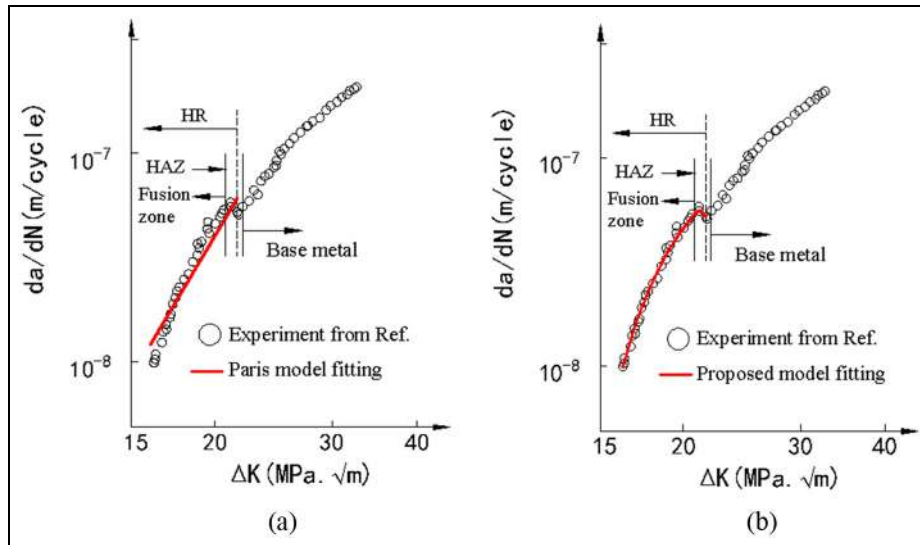 da/dN(m/cycle)
10⁻⁷
10⁻⁸
HR
HAZ
Fusion
zone
Base metal
Experiment from Ref.
Paris model fitting
15 20 30 40
ΔK(MPa. √m)
(a)
da/dN(m/cycle)
10⁻⁷
10⁻⁸
HR
HAZ
Fusion
zone
Base metal
Experiment from Ref.
Proposed model fitting
15 20 30 40
ΔK(MPa. √m)
(b)